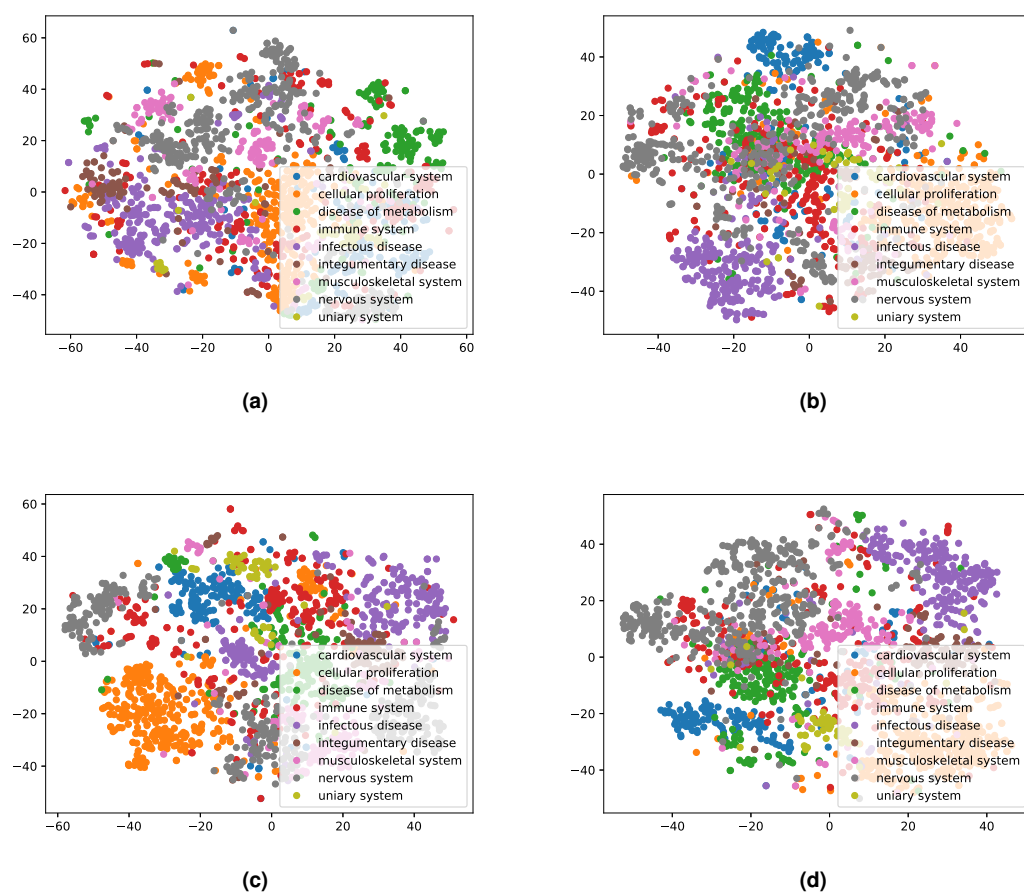 60
40
20
0
−20
−40
−60
−40
−20
0
20
40
60
cardiovascular system
cellular proliferation
disease of metabolism
immune system
infectous disease
integumentary disease
musculoskeletal system
nervous system
uniary system
(a)
40
20
0
−20
−40
−40
−20
0
20
40
cardiovascular system
cellular proliferation
disease of metabolism
immune system
infectous disease
integumentary disease
musculoskeletal system
nervous system
uniary system
(b)
60
40
20
0
−20
−40
−60
−40
−20
0
20
40
cardiovascular system
cellular proliferation
disease of metabolism
immune system
infectous disease
integumentary disease
musculoskeletal system
nervous system
uniary system
(c)
40
20
0
−20
−40
−40
−20
0
20
40
cardiovascular system
cellular proliferation
disease of metabolism
immune system
infectous disease
integumentary disease
musculoskeletal system
nervous system
uniary system
(d)